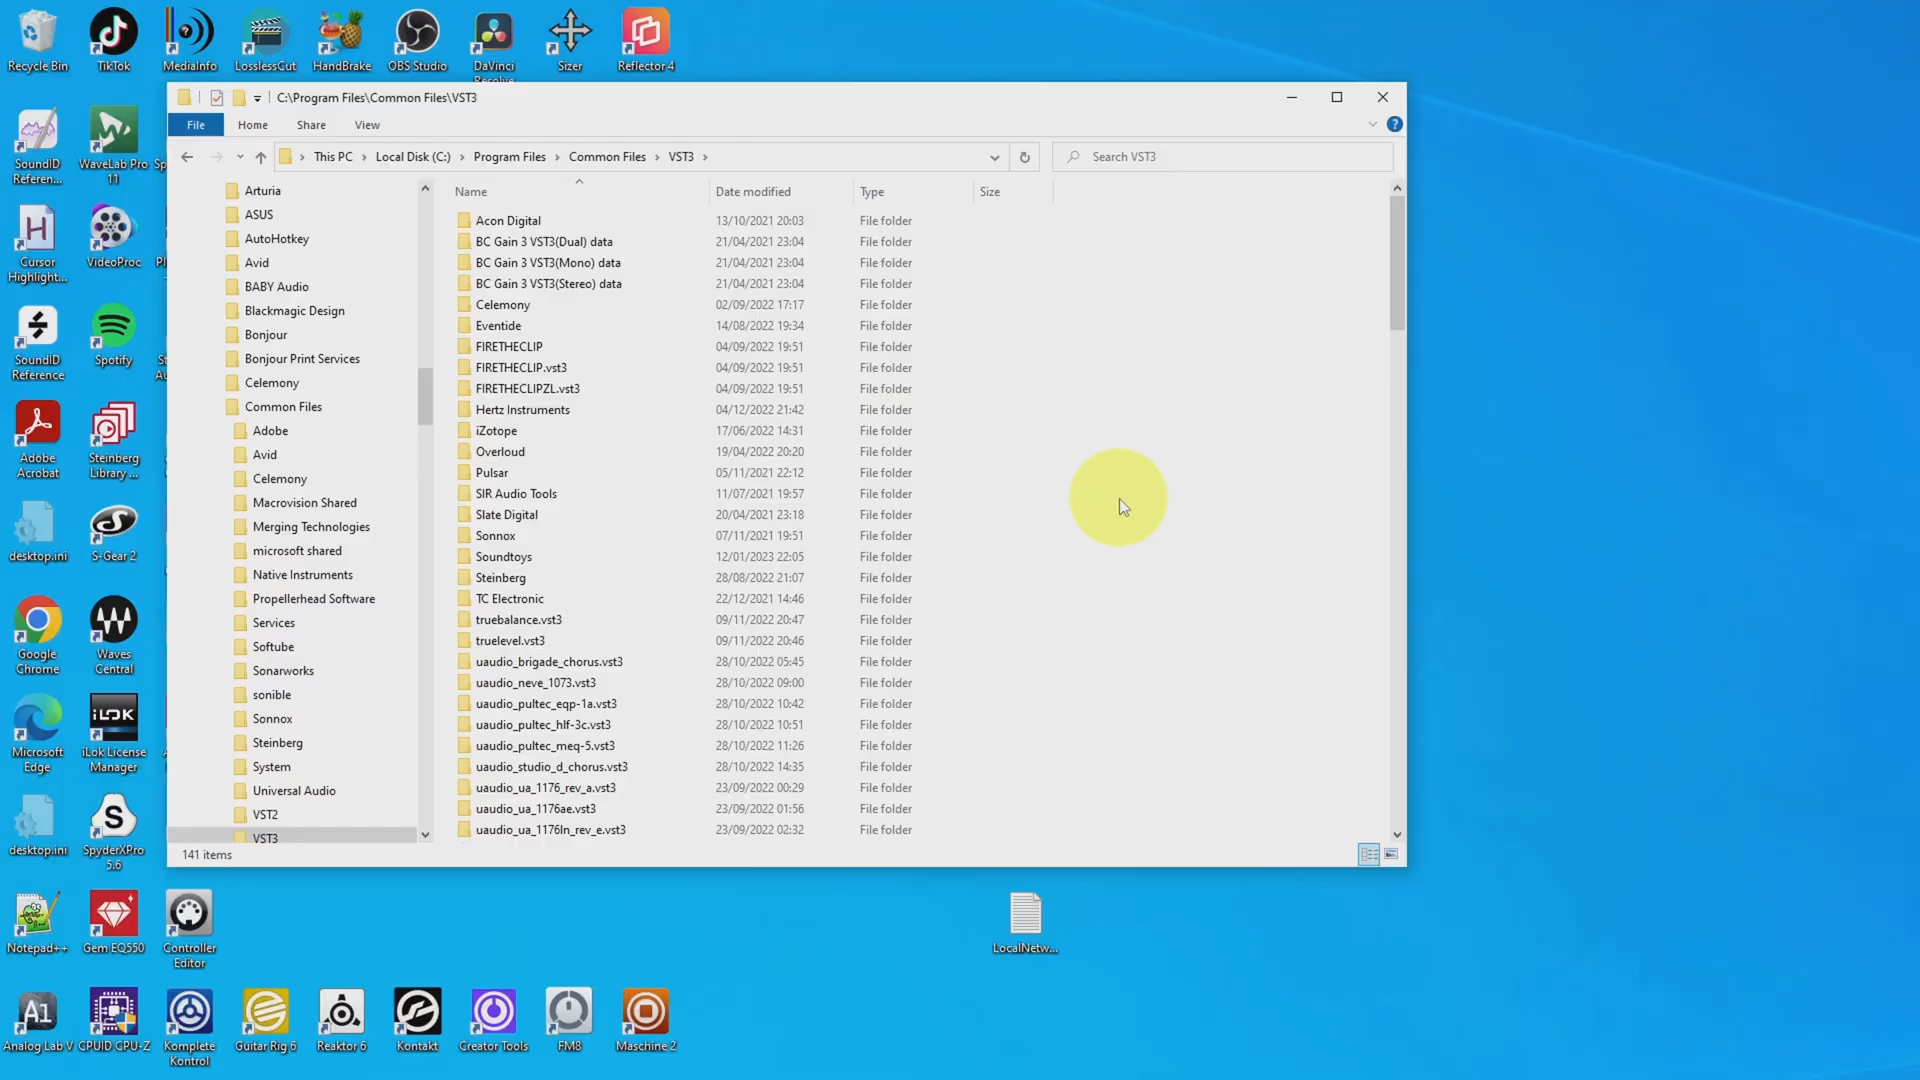 Recycle Bin
TikTok
MediaInfo
LosslessCut
HandBrake
OBS Studio
DaVinci
Resolve
Sizer
Reflector 4
C:\Program Files\Common Files\VST3
File
Home
Share
View
This PC
Local Disk (C:)
Program Files
Common Files
VST3
Search VST3
SoundID
Referen...
WaveLab Pro
11
Cursor
Highlight...
VideoProc
SoundID
Reference
Spotify
Adobe
Acrobat
Steinberg
Library ...
desktop.ini
S-Gear 2
Google
Chrome
Waves
Central
Microsoft
Edge
iLOK
iLok License
Manager
desktop.ini
SpyderXPro
5.6
Arturia
ASUS
AutoHotkey
Avid
BABY Audio
Blackmagic Design
Bonjour
Bonjour Print Services
Celemony
Common Files
Adobe
Avid
Celemony
Macrovision Shared
Merging Technologies
microsoft shared
Native Instruments
Propellerhead Software
Services
Softube
Sonarworks
sonible
Sonnox
Steinberg
System
Universal Audio
VST2
VST3
Name
Date modified
Type
Size
Acon Digital 13/10/2021 20:03 File folder
BC Gain 3 VST3(Dual) data 21/04/2021 23:04 File folder
BC Gain 3 VST3(Mono) data 21/04/2021 23:04 File folder
BC Gain 3 VST3(Stereo) data 21/04/2021 23:04 File folder
Celemony 02/09/2022 17:17 File folder
Eventide 14/08/2022 19:34 File folder
FIRETHECLIP 04/09/2022 19:51 File folder
FIRETHECLIP.vst3 04/09/2022 19:51 File folder
FIRETHECLIPZL.vst3 04/09/2022 19:51 File folder
Hertz Instruments 04/12/2022 21:42 File folder
iZotope 17/06/2022 14:31 File folder
Overloud 19/04/2022 20:20 File folder
Pulsar 05/11/2021 22:12 File folder
SIR Audio Tools 11/07/2021 19:57 File folder
Slate Digital 20/04/2021 23:18 File folder
Sonnox 07/11/2021 19:51 File folder
Soundtoys 12/01/2023 22:05 File folder
Steinberg 28/08/2022 21:07 File folder
TC Electronic 22/12/2021 14:46 File folder
truebalance.vst3 09/11/2022 20:47 File folder
truelevel.vst3 09/11/2022 20:46 File folder
uaudio_brigade_chorus.vst3 28/10/2022 05:45 File folder
uaudio_neve_1073.vst3 28/10/2022 09:00 File folder
uaudio_pultec_eqp-1a.vst3 28/10/2022 10:42 File folder
uaudio_pultec_hlf-3c.vst3 28/10/2022 10:51 File folder
uaudio_pultec_meq-5.vst3 28/10/2022 11:26 File folder
uaudio_studio_d_chorus.vst3 28/10/2022 14:35 File folder
uaudio_ua_1176_rev_a.vst3 23/09/2022 00:29 File folder
uaudio_ua_1176ae.vst3 23/09/2022 01:56 File folder
uaudio_ua_1176ln_rev_e.vst3 23/09/2022 02:32 File folder
141 items
Notepad++
Gem EQ550
Controller
Editor
LocalNetw...
Analog Lab V
CPUID CPU-Z
Komplete
Kontrol
Guitar Rig 6
Reaktor 6
Kontakt
Creator Tools
FM8
Maschine 2